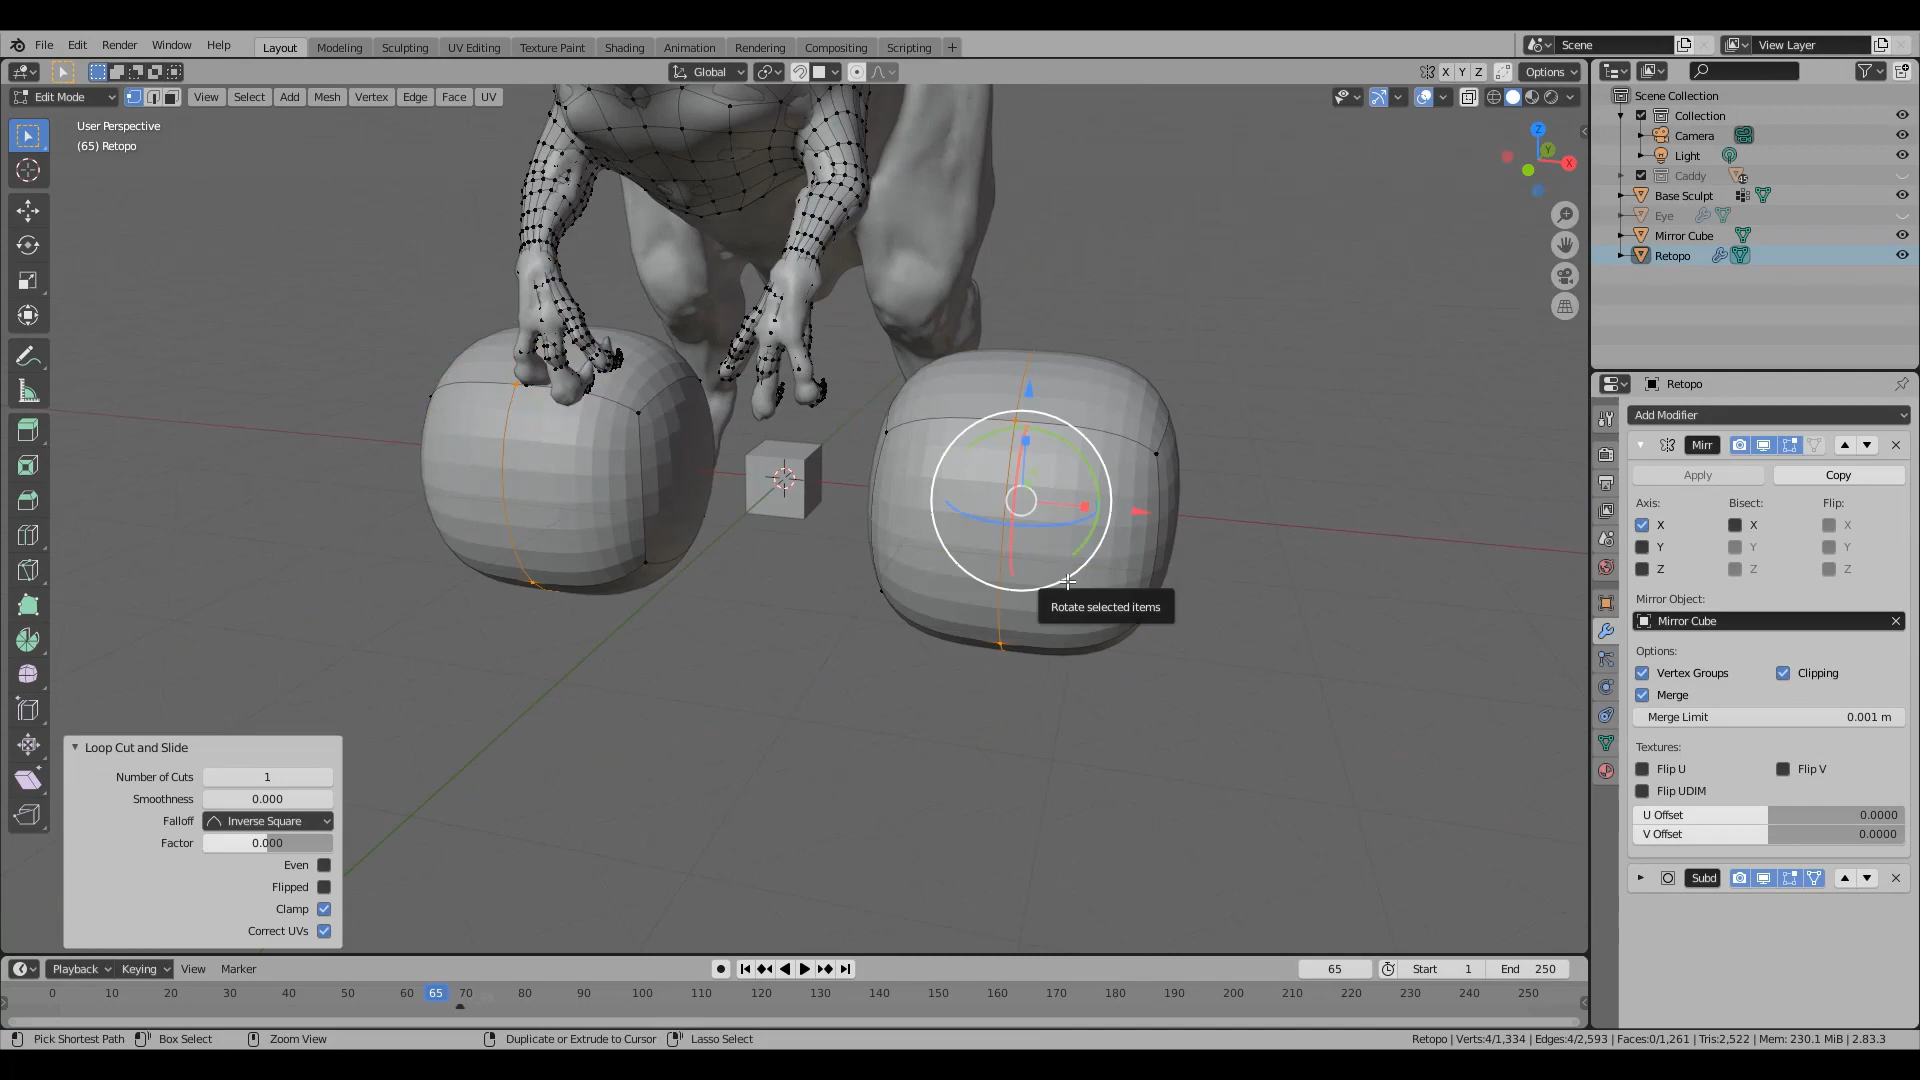 File Edit Render Window Help Layout Modeling Sculpting UV Editing Texture Paint Shading Animation Rendering Compositing Scripting + Scene View Layer
Global X Y Z Options
Edit Mode View Select Add Mesh Vertex Edge Face UV
User Perspective
(65) Retopo
Z
Y
X
Rotate selected items
Scene Collection
Collection
Camera
Light
Caddy 45
Base Sculpt
Eye
Mirror Cube
Retopo
Retopo
Add Modifier
Mirr
Apply Copy
Axis: Bisect: Flip:
X X X
Y Y Y
Z Z Z
Mirror Object:
Mirror Cube
Options:
Vertex Groups Clipping
Merge
Merge Limit 0.001 m
Textures:
Flip U Flip V
Flip UDIM
U Offset 0.0000
V Offset 0.0000
Subd
Loop Cut and Slide
Number of Cuts 1
Smoothness 0.000
Falloff Inverse Square
Factor 0.000
Even
Flipped
Clamp
Correct UVs
Playback Keying View Marker 65 Start 1 End 250
0 10 20 30 40 50 60 65 70 80 90 100 110 120 130 140 150 160 170 180 190 200 210 220 230 240 250
Pick Shortest Path Box Select Zoom View Duplicate or Extrude to Cursor Lasso Select Retopo | Verts:4/1,334 | Edges:4/2,593 | Faces:0/1,261 | Tris:2,522 | Mem: 230.1 MiB | 2.83.3